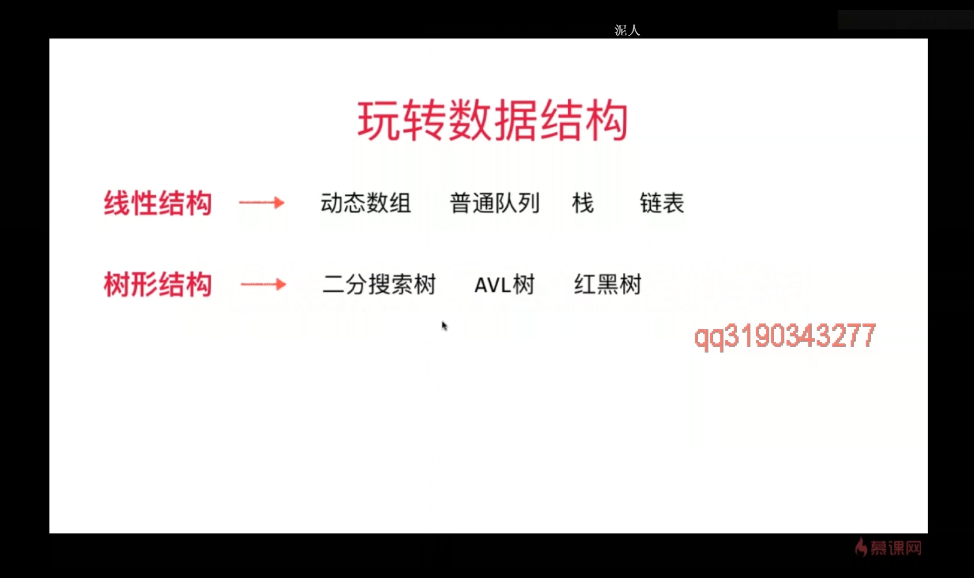 泥人
玩转数据结构
线性结构 动态数组 普通队列 栈 链表
树形结构 二分搜索树 AVL树 红黑树
qq3190343277
慕课网